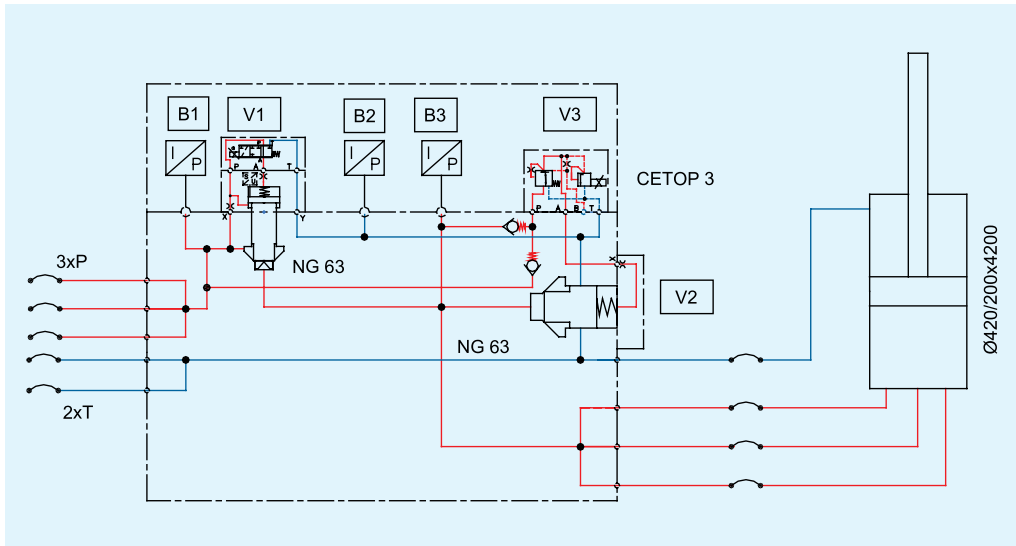 B1
V1
B2
B3
V3
I
P
I
P
I
P
P
A
T
CETOP 3
P
A
B
T
X
Y
X
3xP
NG 63
V2
NG 63
2xT
Ø420/200x4200